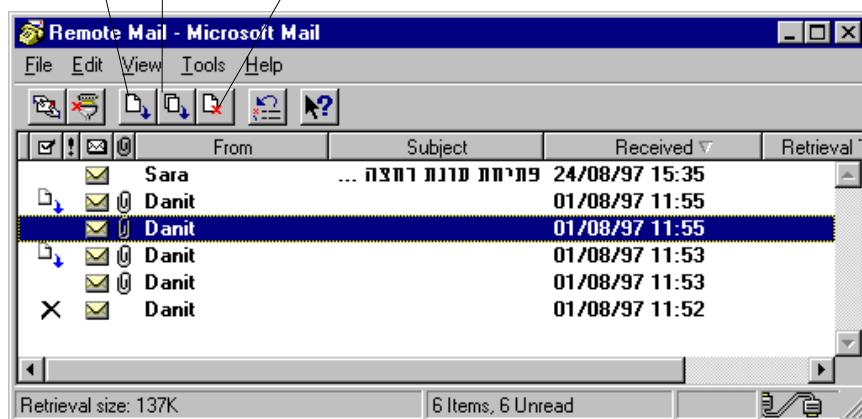 Remote Mail - Microsoft Mail
File Edit View Tools Help
From Subject Received Retrieval T
Sara פתיחת עונת רחצה ... 24/08/97 15:35
Danit 01/08/97 11:55
Danit 01/08/97 11:55
Danit 01/08/97 11:53
Danit 01/08/97 11:53
Danit 01/08/97 11:52
Retrieval size: 137K 6 Items, 6 Unread